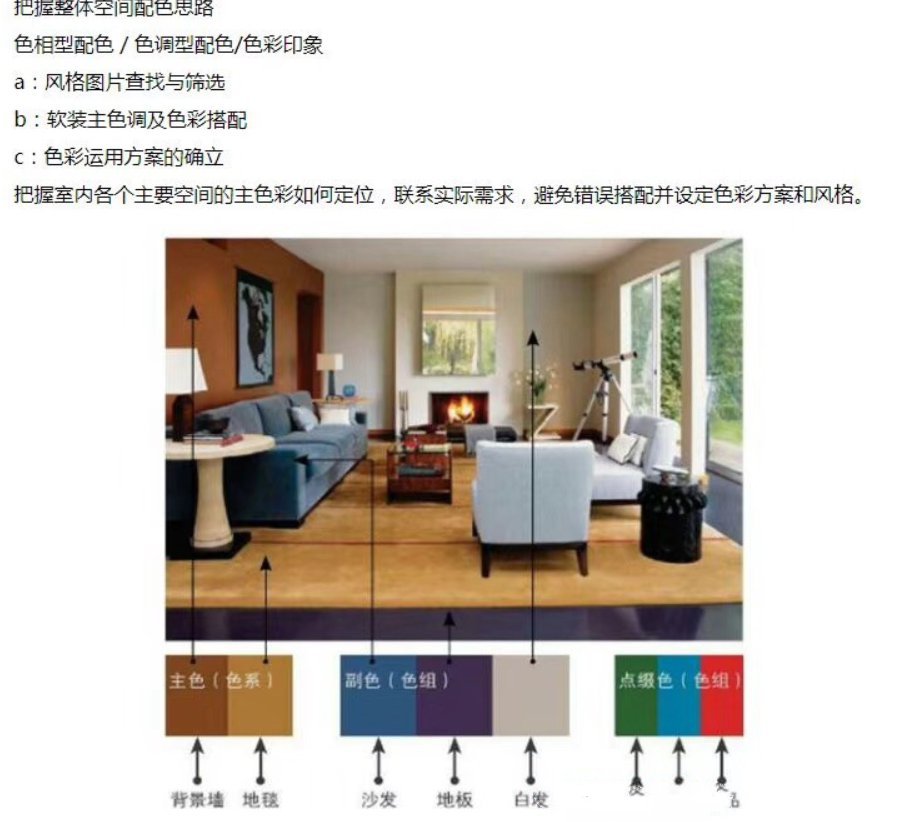 把握整体空间配色思路
色相型配色 / 色调型配色/色彩印象
a：风格图片查找与筛选
b：软装主色调及色彩搭配
c：色彩运用方案的确立
把握室内各个主要空间的主色彩如何定位，联系实际需求，避免错误搭配并设定色彩方案和风格。
主色（色系） 副色（色组） 点缀色（色组）
背景墙 地毯 沙发 地板 白